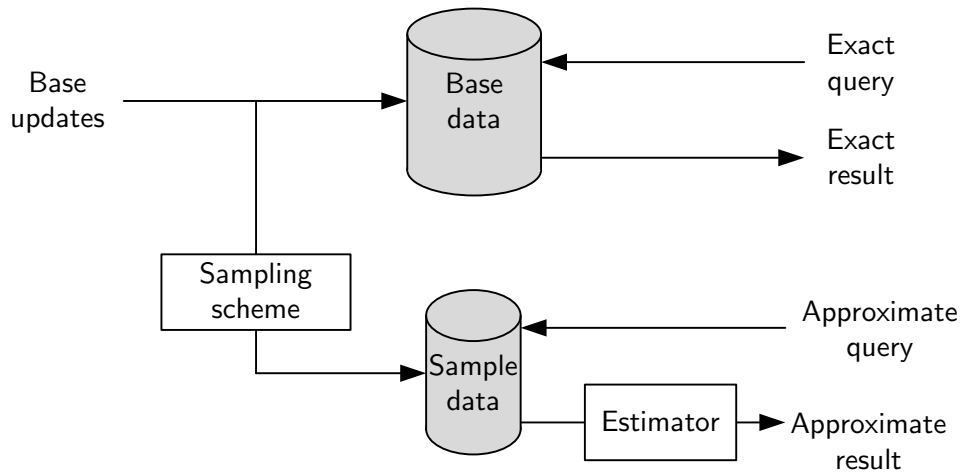 Base
updates
Base
data
Exact
query
Exact
result
Sampling
scheme
Sample
data
Approximate
query
Estimator
Approximate
result